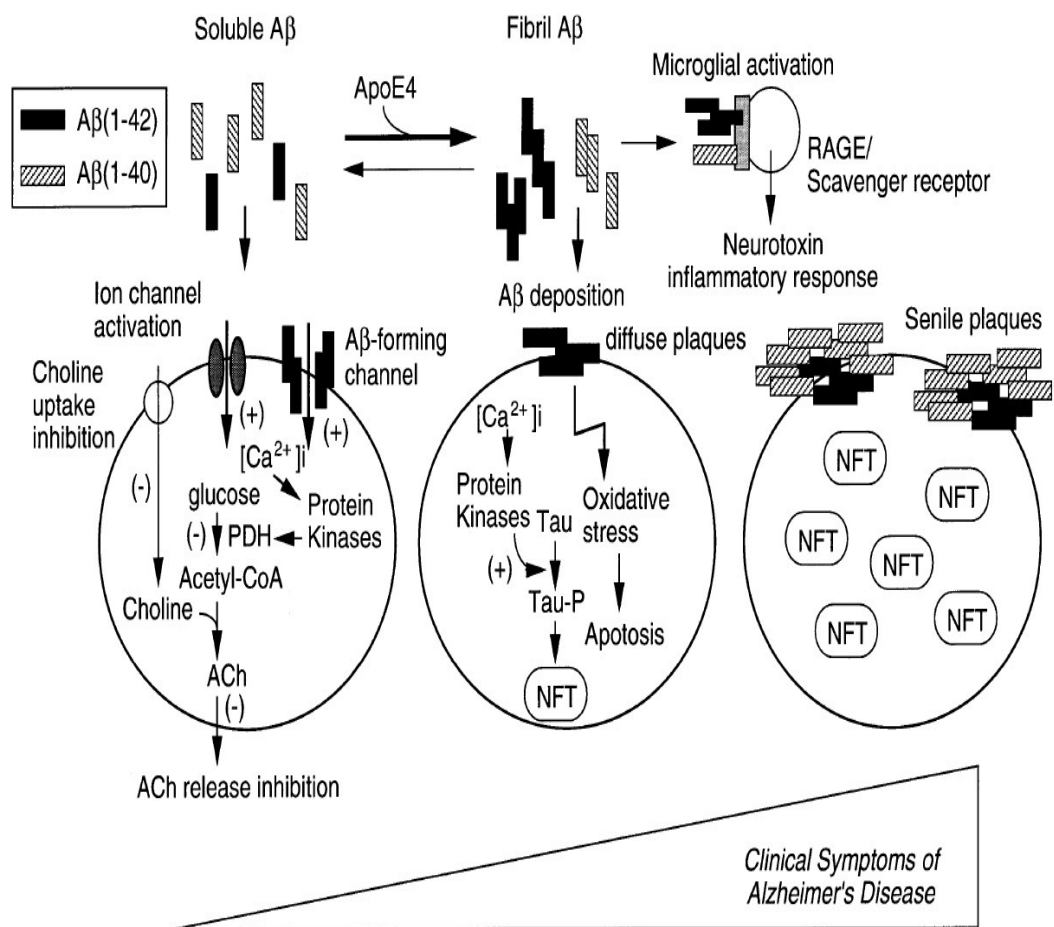 Soluble Aβ
Fibril Aβ
Aβ(1-42)
Aβ(1-40)
ApoE4
Microglial activation
RAGE/
Scavenger receptor
Neurotoxin
inflammatory response
Ion channel
activation
Aβ-forming
channel
Choline
uptake
inhibition
(+)
(+)
[Ca²⁺]i
(-)
glucose
Protein
Kinases
(-)
PDH
Acetyl-CoA
Choline
ACh
(-)
ACh release inhibition
Aβ deposition
diffuse plaques
[Ca²⁺]i
Protein
Kinases
Tau
Oxidative
stress
(+)
Tau-P
Apotosis
NFT
Senile plaques
NFT
NFT
NFT
NFT
NFT
NFT
Clinical Symptoms of
Alzheimer's Disease